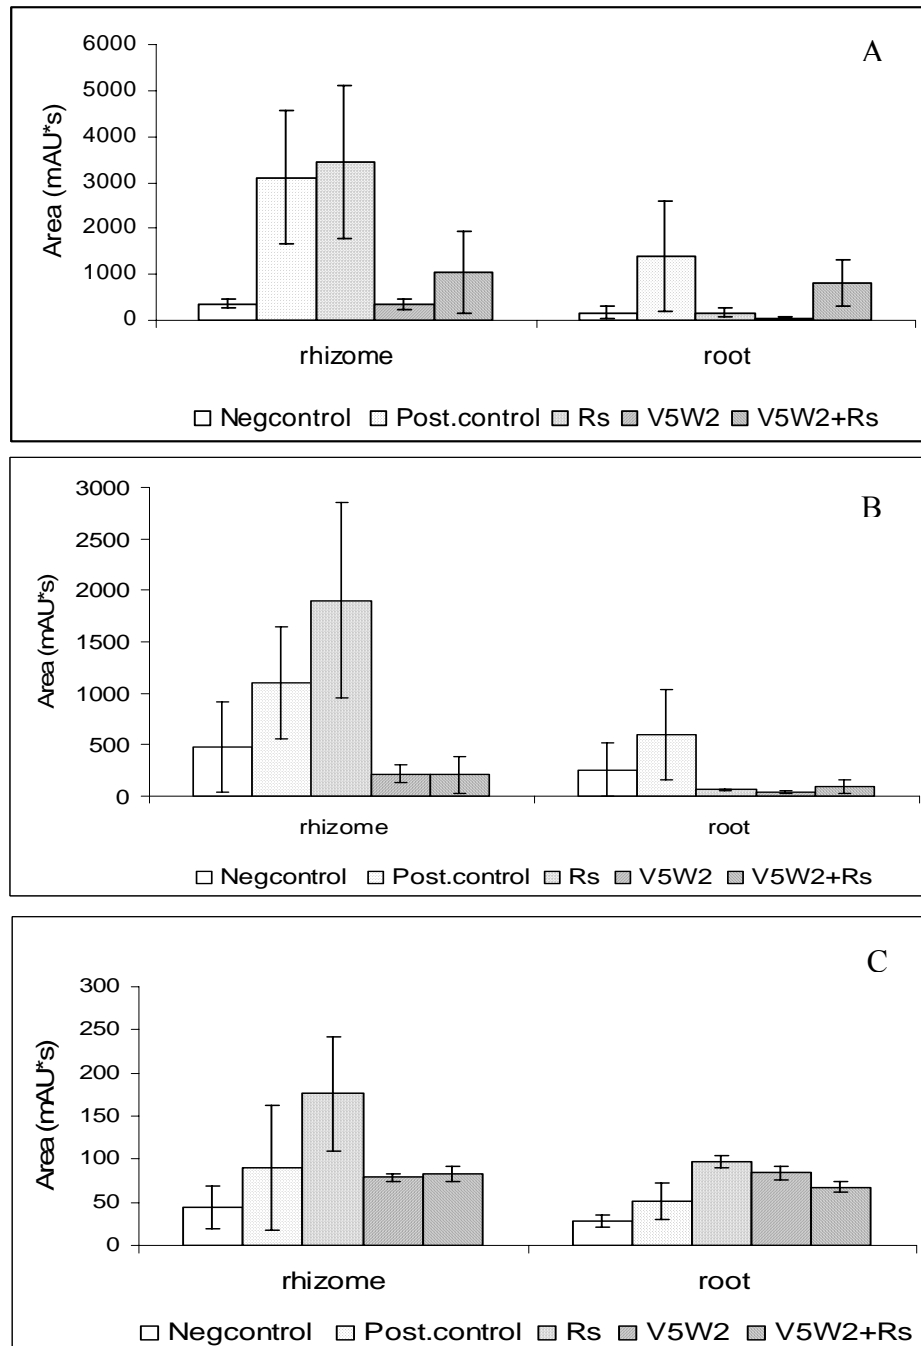 A
6000
5000
4000
3000
2000
1000
0
Area (mAU*s)
rhizome root
Negcontrol Post.control Rs V5W2 V5W2+Rs
B
3000
2500
2000
1500
1000
500
0
Area (mAU*s)
rhizome root
Negcontrol Post.control Rs V5W2 V5W2+Rs
C
300
250
200
150
100
50
0
Area (mAU*s)
rhizome root
Negcontrol Post.control Rs V5W2 V5W2+Rs